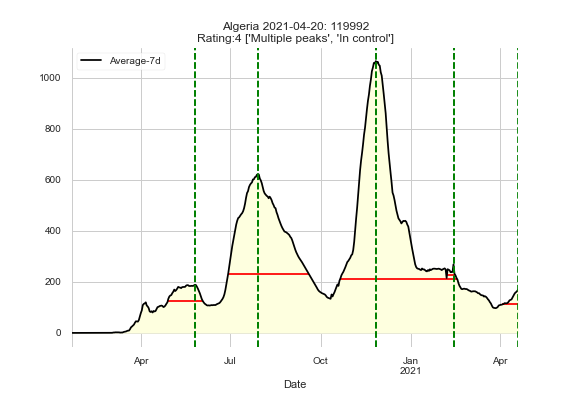 Algeria 2021-04-20: 119992
Rating:4 ['Multiple peaks', 'In control']
Average-7d
1000
800
600
400
200
0
Apr
Jul
Oct
Jan
2021
Apr
Date